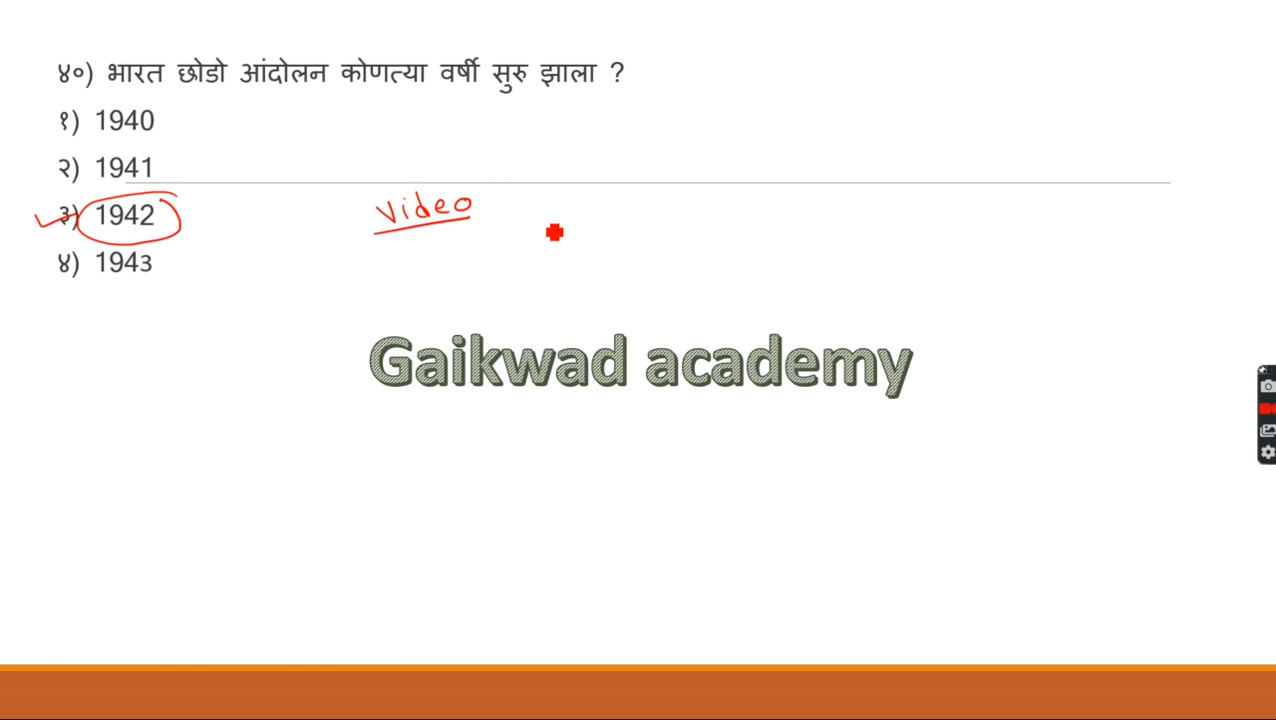 ४०) भारत छोडो आंदोलन कोणत्या वर्षी सुरु झाला ?
१) 1940
२) 1941
३) 1942
video
४) 1943
Gaikwad academy